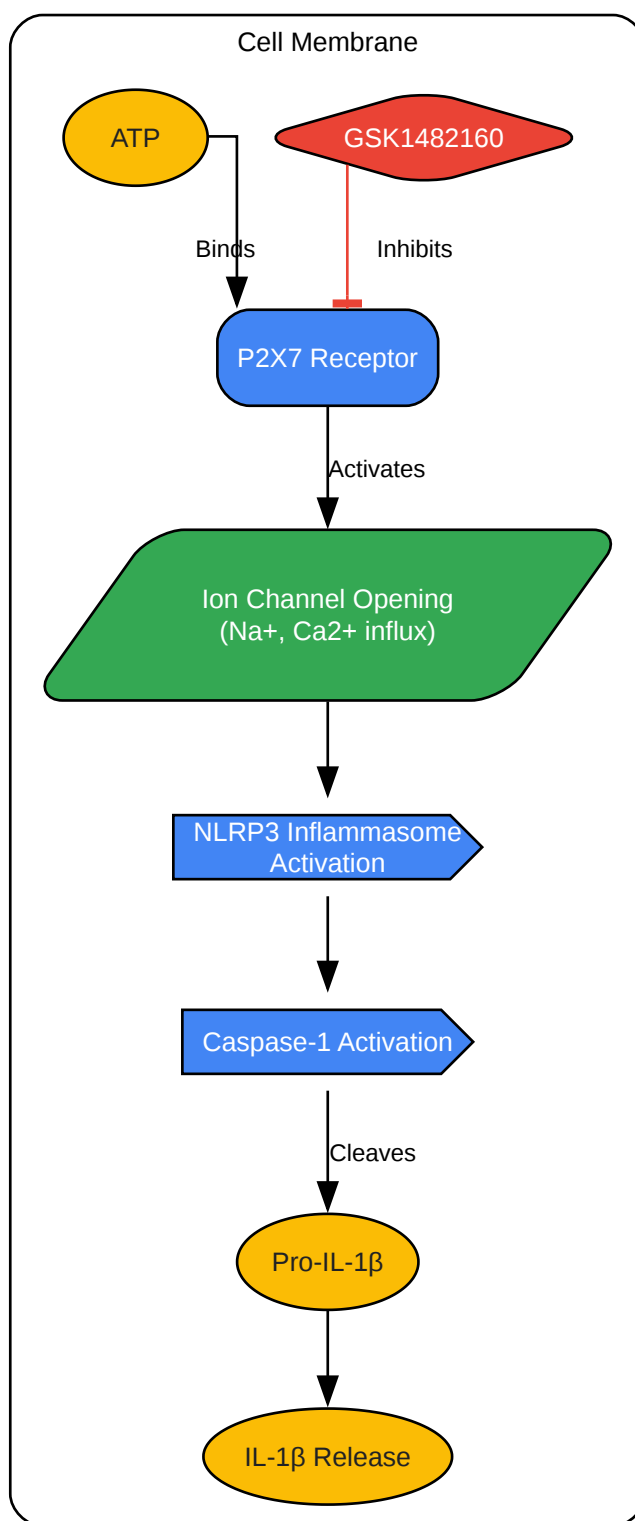 Cell Membrane
ATP
GSK1482160
Binds
Inhibits
P2X7 Receptor
Activates
Ion Channel Opening
(Na+, Ca2+ influx)
NLRP3 Inflammasome
Activation
Caspase-1 Activation
Cleaves
Pro-IL-1β
IL-1β Release